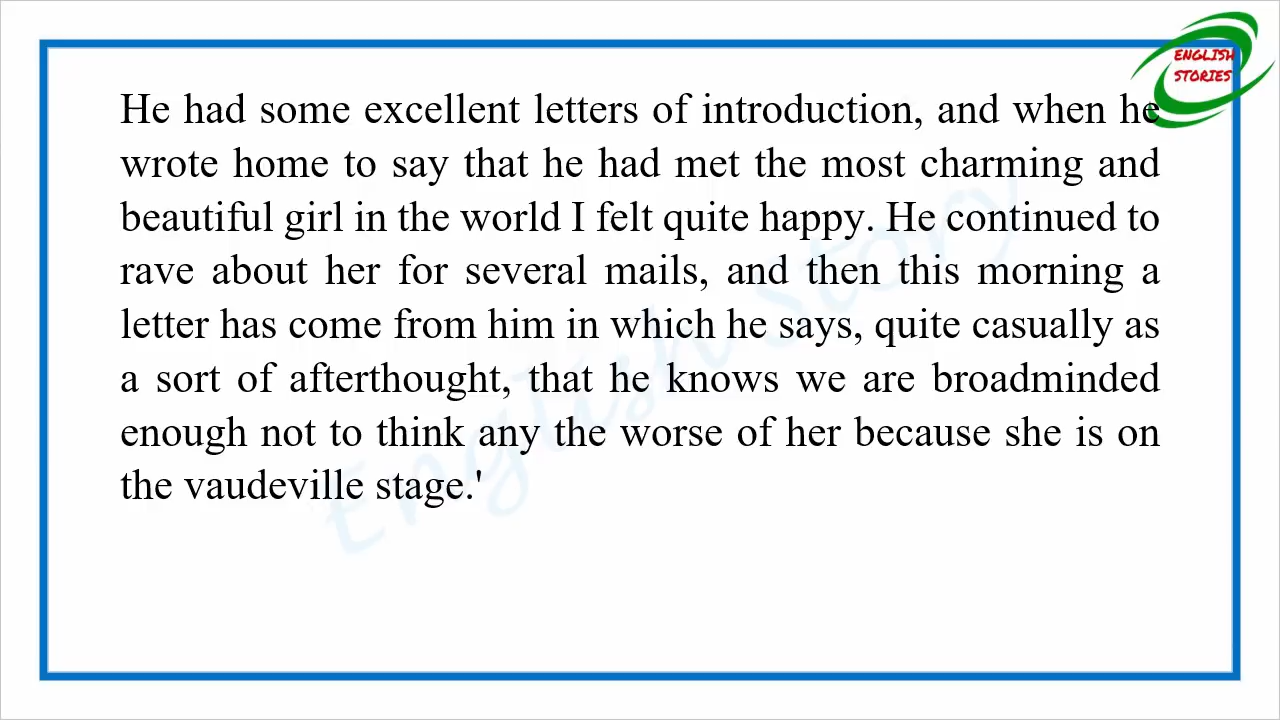 ENGLISH
STORIES
He had some excellent letters of introduction, and when he
wrote home to say that he had met the most charming and
beautiful girl in the world I felt quite happy. He continued to
rave about her for several mails, and then this morning a
letter has come from him in which he says, quite casually as
a sort of afterthought, that he knows we are broadminded
enough not to think any the worse of her because she is on
the vaudeville stage.'
English Story